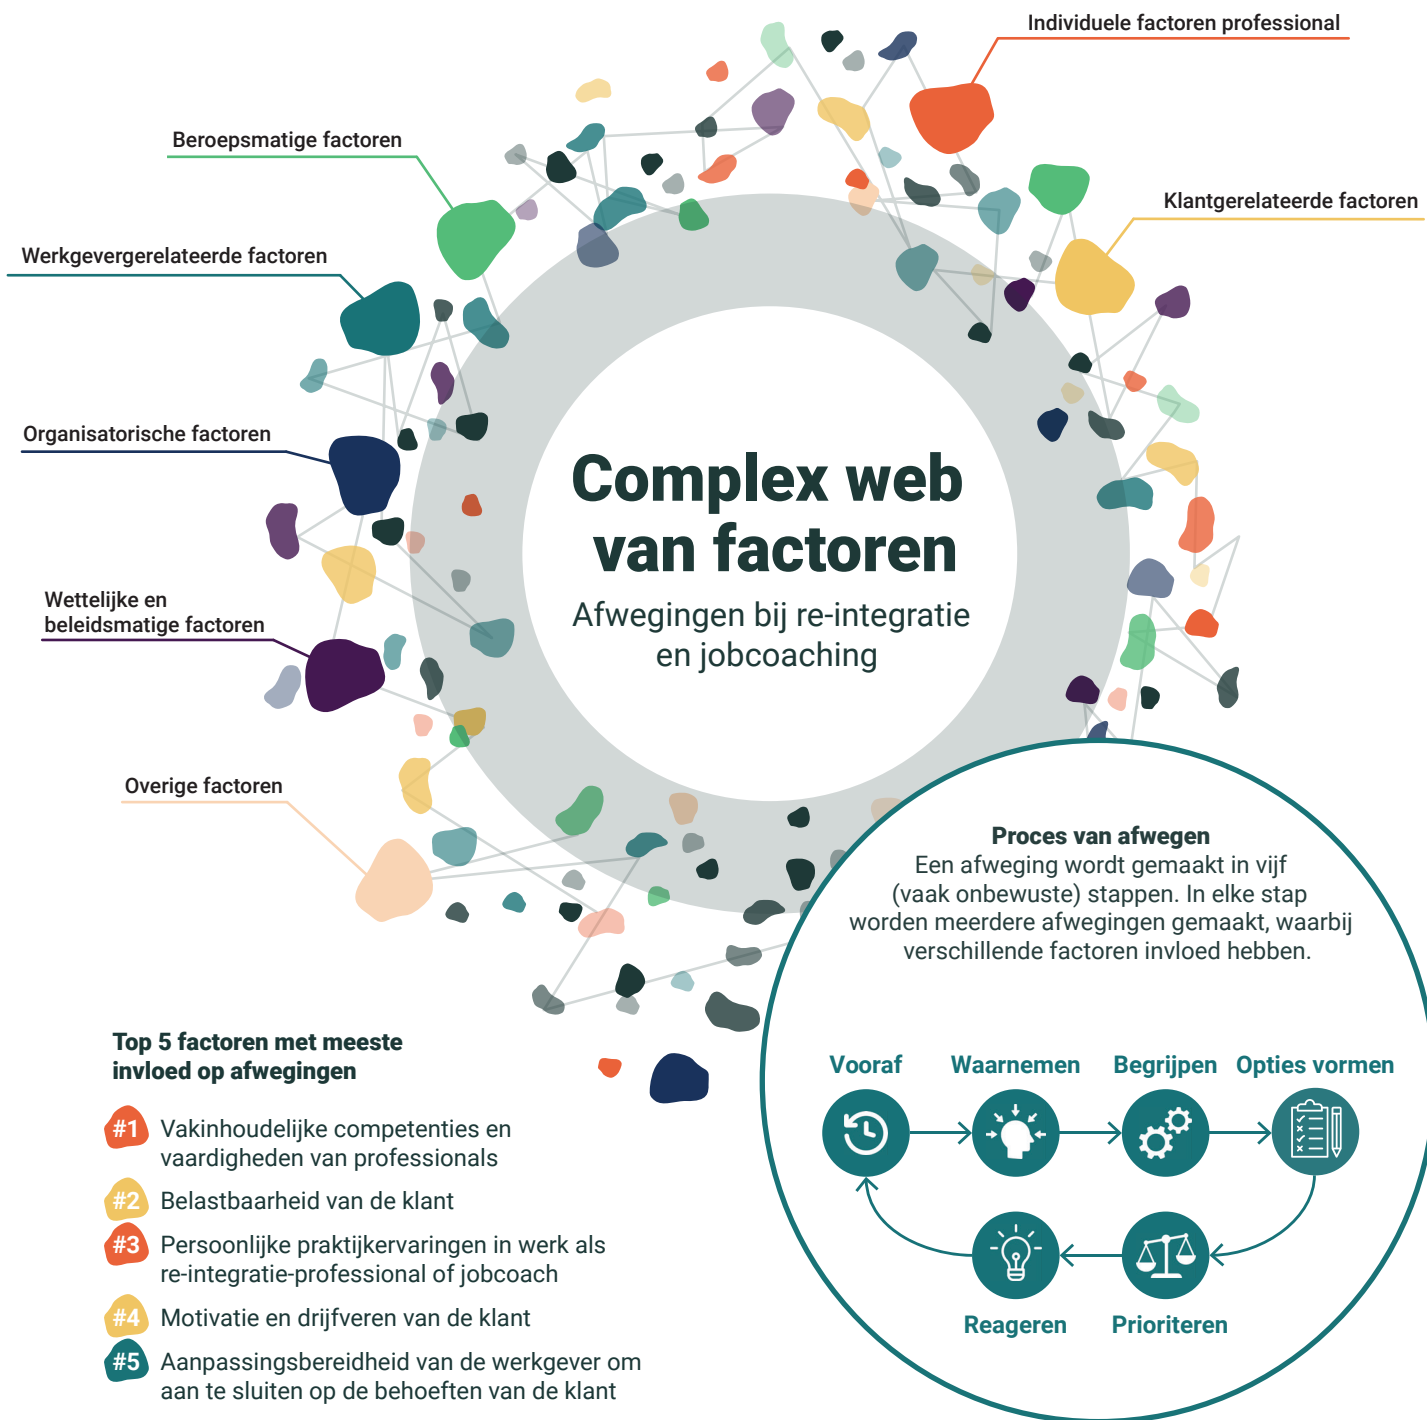 Individuele factoren professional
Beroepsmatige factoren
Klantgerelateerde factoren
Werkgevergerelateerde factoren
Organisatorische factoren
Wettelijke en
beleidsmatige factoren
Overige factoren
Complex web
van factoren
Afwegingen bij re-integratie
en jobcoaching
Proces van afwegen
Een afweging wordt gemaakt in vijf
(vaak onbewuste) stappen. In elke stap
worden meerdere afwegingen gemaakt, waarbij
verschillende factoren invloed hebben.
Vooraf
Waarnemen
Begrijpen
Opties vormen
Reageren
Prioriteren
Top 5 factoren met meeste
invloed op afwegingen
#1 Vakinhoudelijke competenties en
vaardigheden van professionals
#2 Belastbaarheid van de klant
#3 Persoonlijke praktijkervaringen in werk als
re-integratie-professional of jobcoach
#4 Motivatie en drijfveren van de klant
#5 Aanpassingsbereidheid van de werkgever om
aan te sluiten op de behoeften van de klant